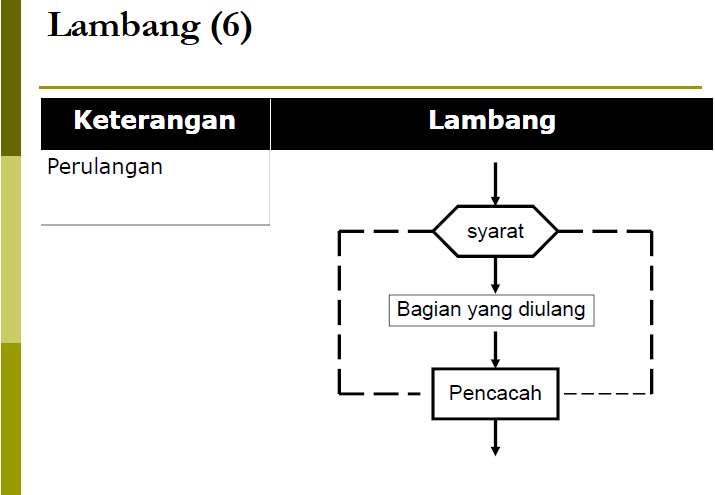 Lambang (6)
Keterangan
Lambang
Perulangan
syarat
Bagian yang diulang
Pencacah